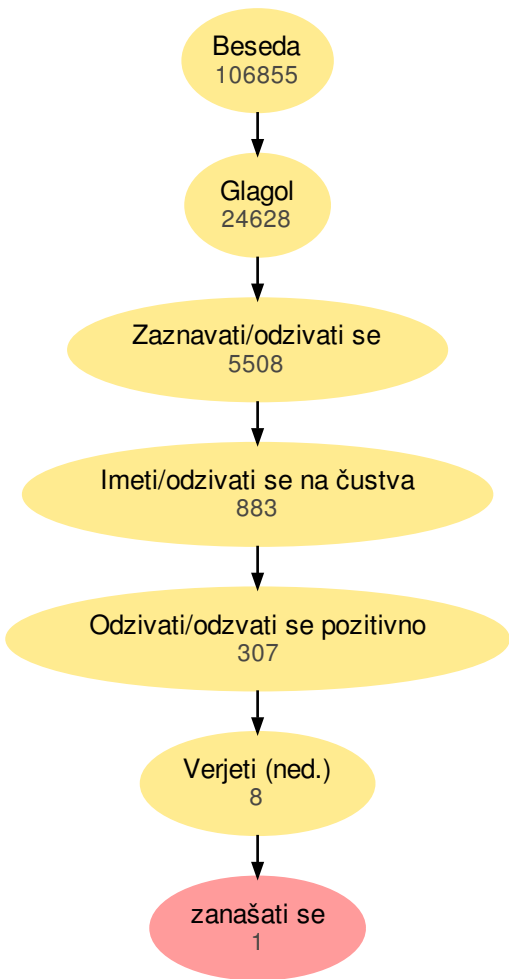 Beseda
106855
Glagol
24628
Zaznavati/odzivati se
5508
Imeti/odzivati se na čustva
883
Odzivati/odzvati se pozitivno
307
Verjeti (ned.)
8
zanašati se
1